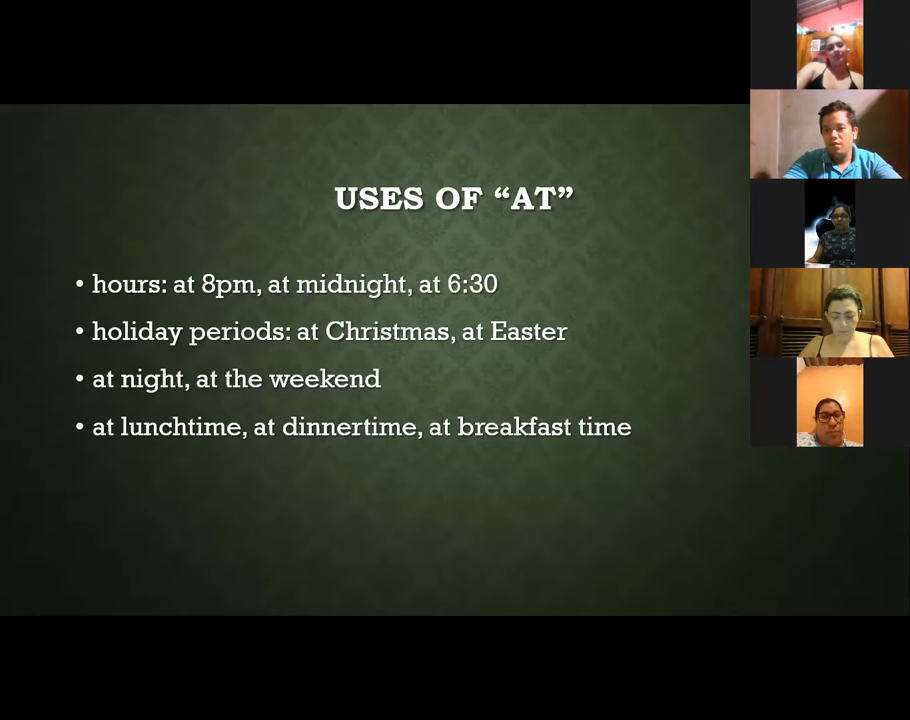 USES OF “AT”
• hours: at 8pm, at midnight, at 6:30
• holiday periods: at Christmas, at Easter
• at night, at the weekend
• at lunchtime, at dinnertime, at breakfast time